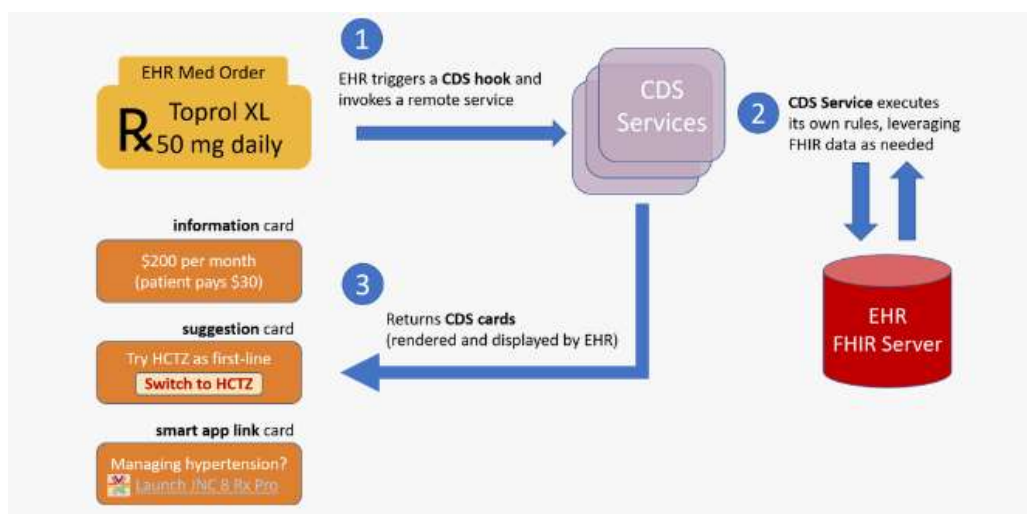 EHR Med Order
Rx Toprol XL
50 mg daily
1
EHR triggers a CDS hook and
invokes a remote service
CDS
Services
2
CDS Service executes
its own rules, leveraging
FHIR data as needed
EHR
FHIR Server
3
Returns CDS cards
(rendered and displayed by EHR)
information card
$200 per month
(patient pays $30)
suggestion card
Try HCTZ as first-line
Switch to HCTZ
smart app link card
Managing hypertension?
Launch JNC 8 Rx Pro